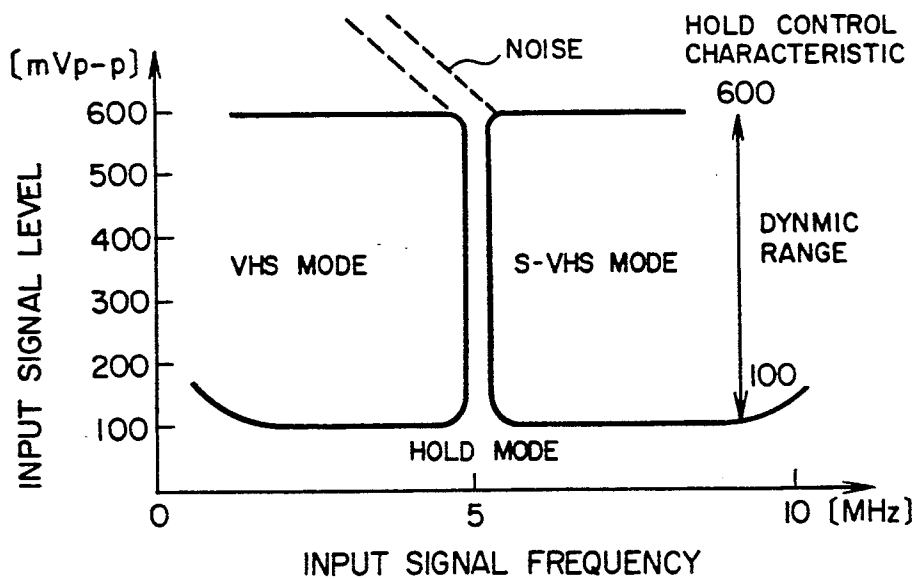 HOLD CONTROL
CHARACTERISTIC
[mVp-p]
NOISE
600
600
500
400
300
200
100
INPUT SIGNAL LEVEL
VHS MODE
S-VHS MODE
DYNMIC
RANGE
100
HOLD MODE
0
5
10 [MHz]
INPUT SIGNAL FREQUENCY